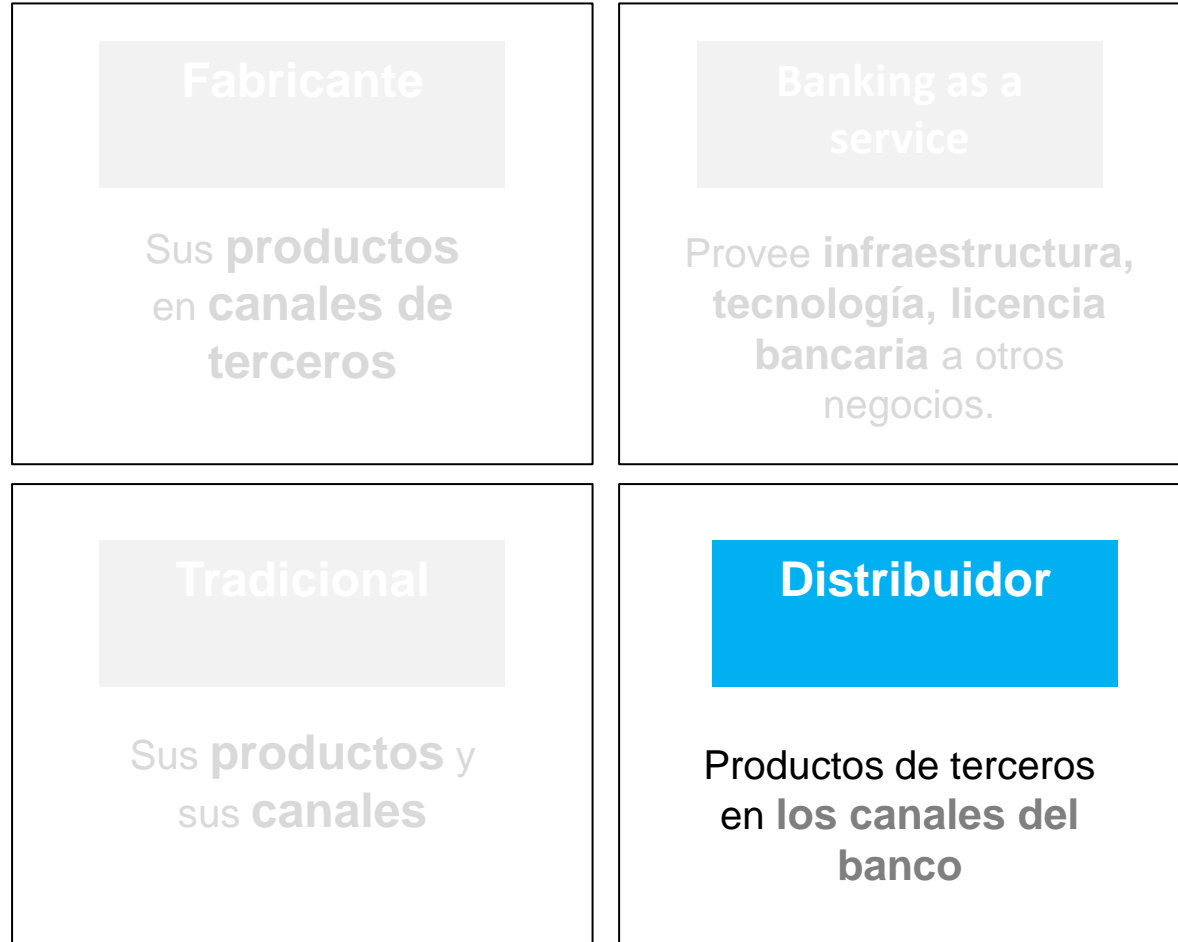 Fabricante
Sus productos
en canales de
terceros
Banking as a
service
Provee infraestructura,
tecnología, licencia
bancaria a otros
negocios.
Tradicional
Sus productos y
sus canales
Distribuidor
Productos de terceros
en los canales del
banco